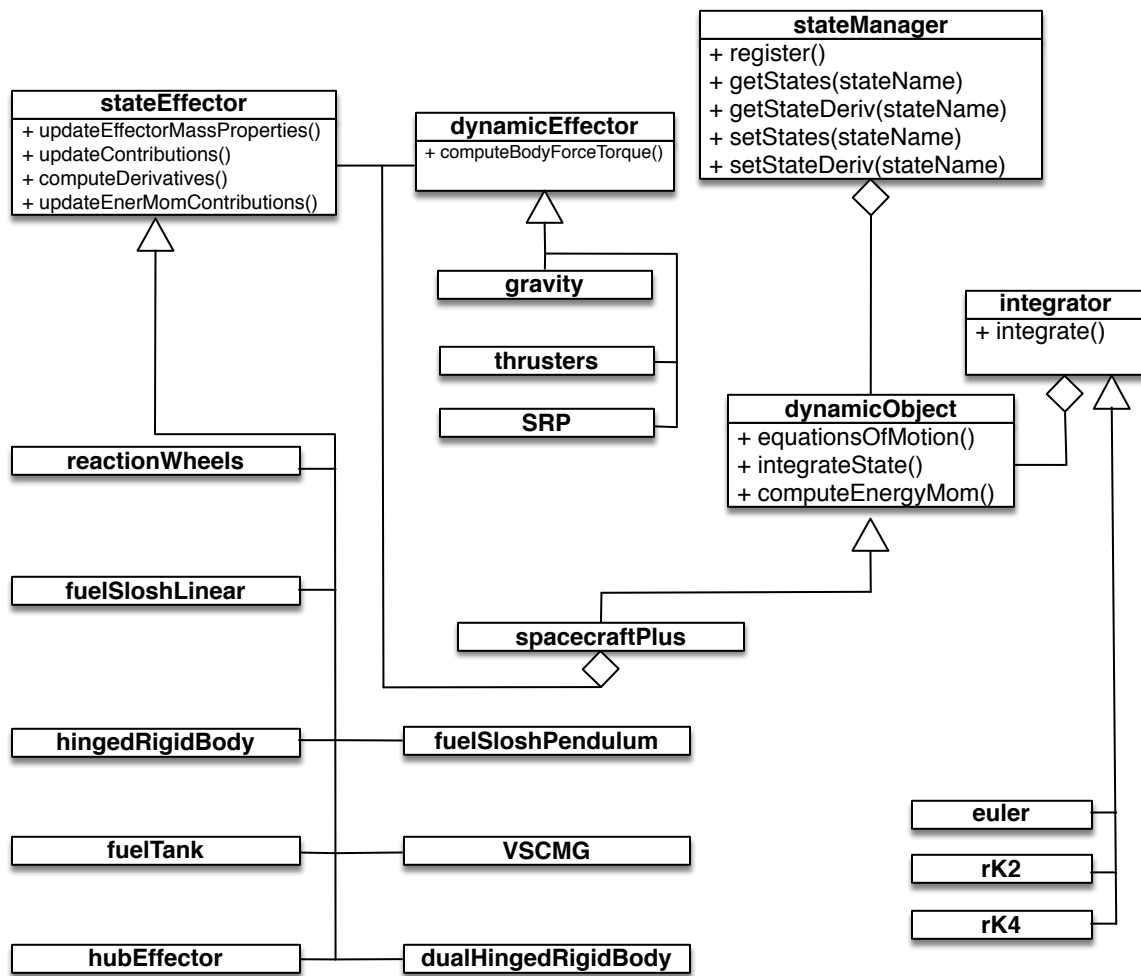 stateManager
+ register()
+ getStates(stateName)
+ getStateDeriv(stateName)
+ setStates(stateName)
+ setStateDeriv(stateName)
stateEffector
+ updateEffectorMassProperties()
+ updateContributions()
+ computeDerivatives()
+ updateEnerMomContributions()
dynamicEffector
+ computeBodyForceTorque()
gravity
thrusters
SRP
integrator
+ integrate()
dynamicObject
+ equationsOfMotion()
+ integrateState()
+ computeEnergyMom()
reactionWheels
fuelSloshLinear
spacecraftPlus
hingedRigidBody
fuelSloshPendulum
fuelTank
VSCMG
hubEffector
dualHingedRigidBody
euler
rK2
rK4